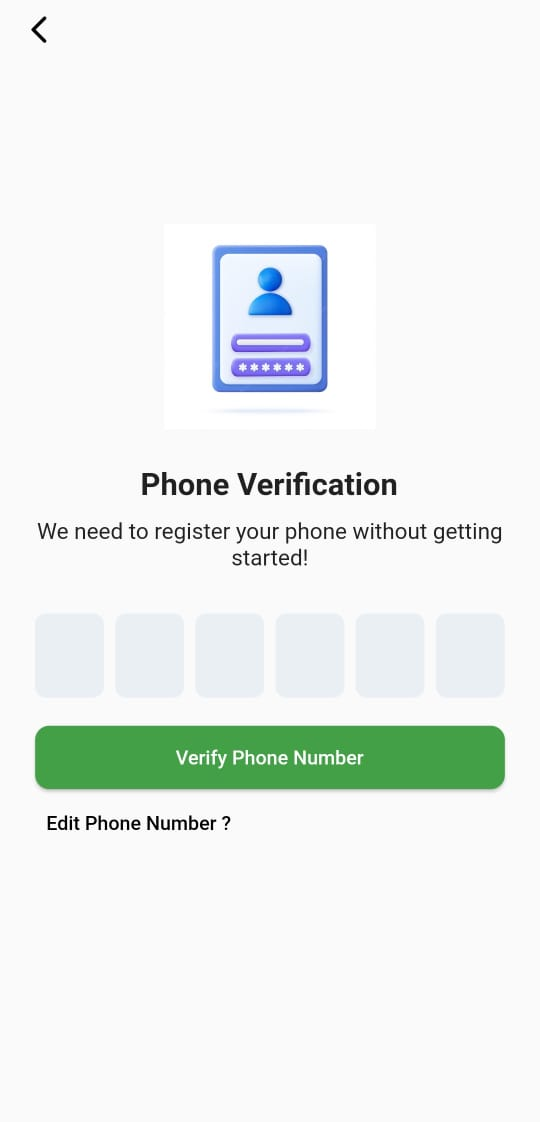 ******
Phone Verification
We need to register your phone without getting
started!
Verify Phone Number
Edit Phone Number ?